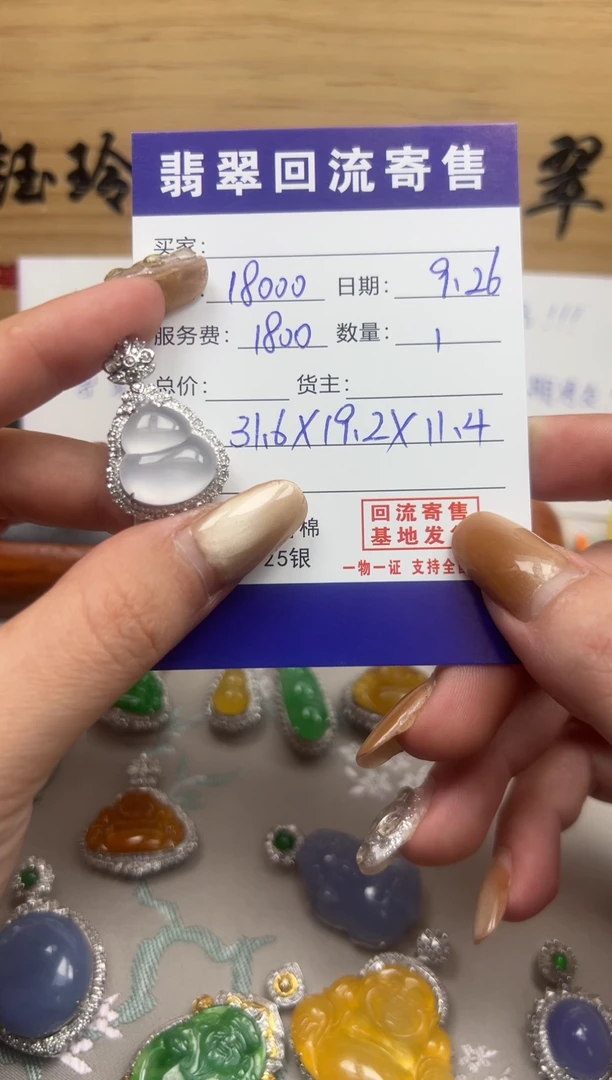 钰玲
翠
翡翠回流寄售
买家:
18000 日期: 9.26
服务费: 1800 数量: 1
总价: 货主:
31.6X19.2X11.4
棉
25银
回流寄售
基地发
一物一证 支持全